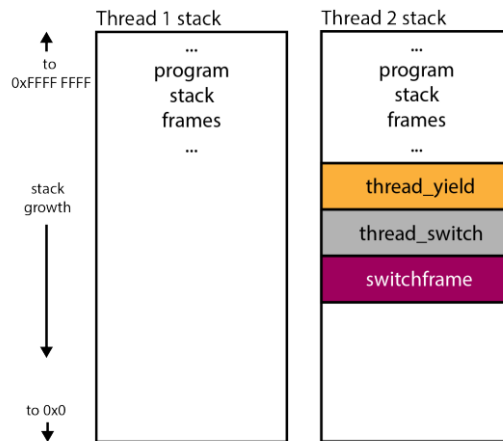 Thread 1 stack
Thread 2 stack
to
0xFFFF FFFF
...
program
stack
frames
...
...
program
stack
frames
...
stack
growth
thread_yield
thread_switch
switchframe
to 0x0